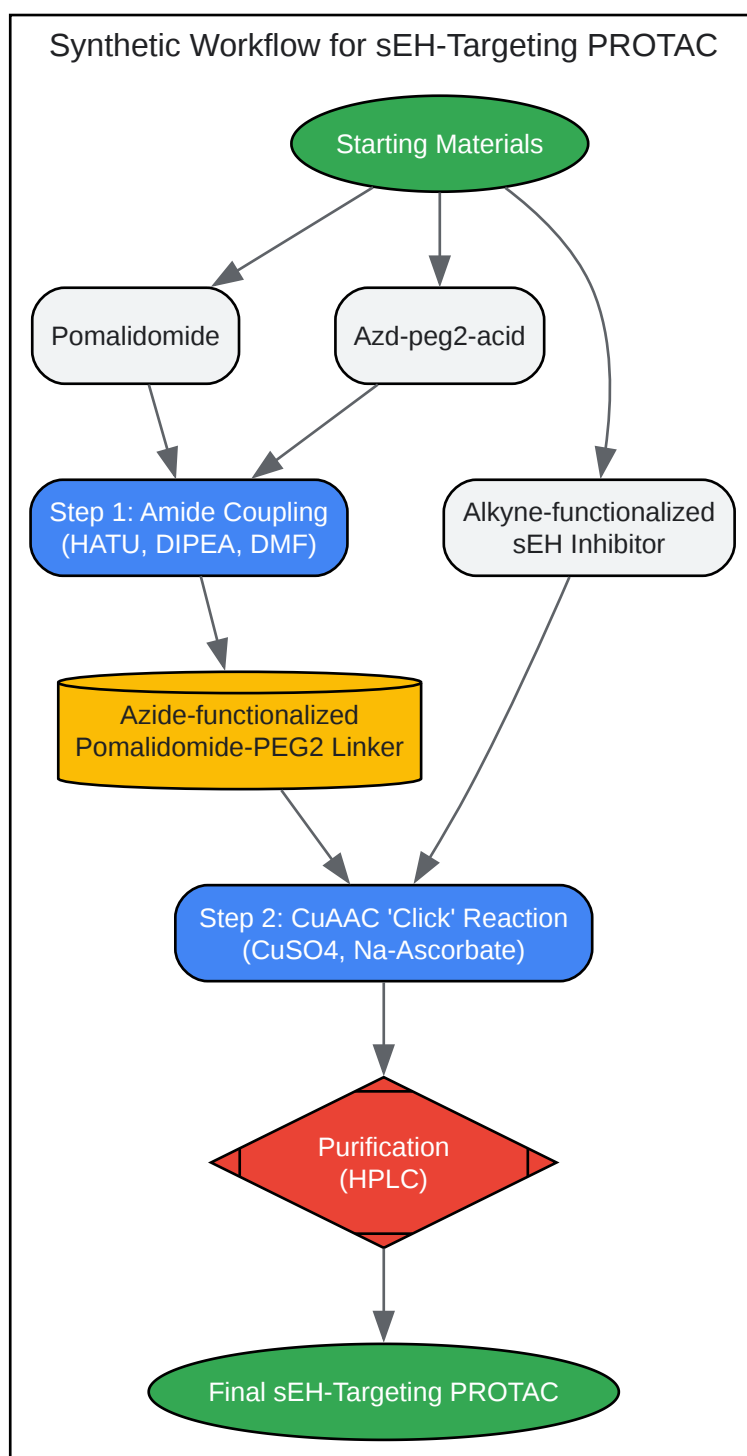 Synthetic Workflow for sEH-Targeting PROTAC
Starting Materials
Pomalidomide
Azd-peg2-acid
Step 1: Amide Coupling
(HATU, DIPEA, DMF)
Alkyne-functionalized
sEH Inhibitor
Azide-functionalized
Pomalidomide-PEG2 Linker
Step 2: CuAAC 'Click' Reaction
(CuSO4, Na-Ascorbate)
Purification
(HPLC)
Final sEH-Targeting PROTAC